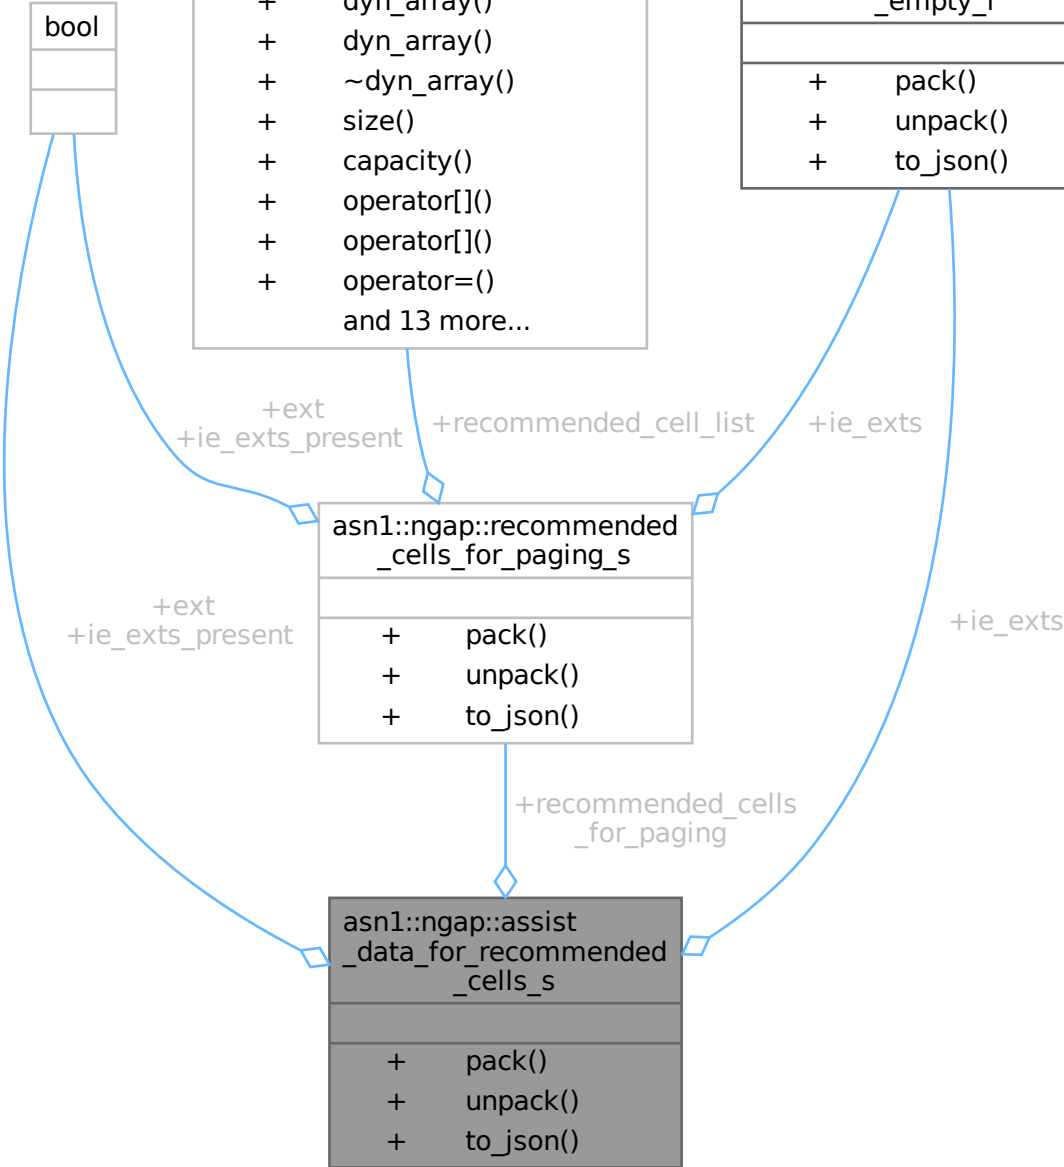 bool
+ dyn_array()
+ dyn_array()
+ ~dyn_array()
+ size()
+ capacity()
+ operator[]()
+ operator[]()
+ operator=()
and 13 more...
_empty_l
+ pack()
+ unpack()
+ to_json()
+ext
+ie_exts_present
+recommended_cell_list
+ie_exts
asn1::ngap::recommended
_cells_for_paging_s
+ pack()
+ unpack()
+ to_json()
+ext
+ie_exts_present
+ie_exts
+recommended_cells
_for_paging
asn1::ngap::assist
_data_for_recommended
_cells_s
+ pack()
+ unpack()
+ to_json()